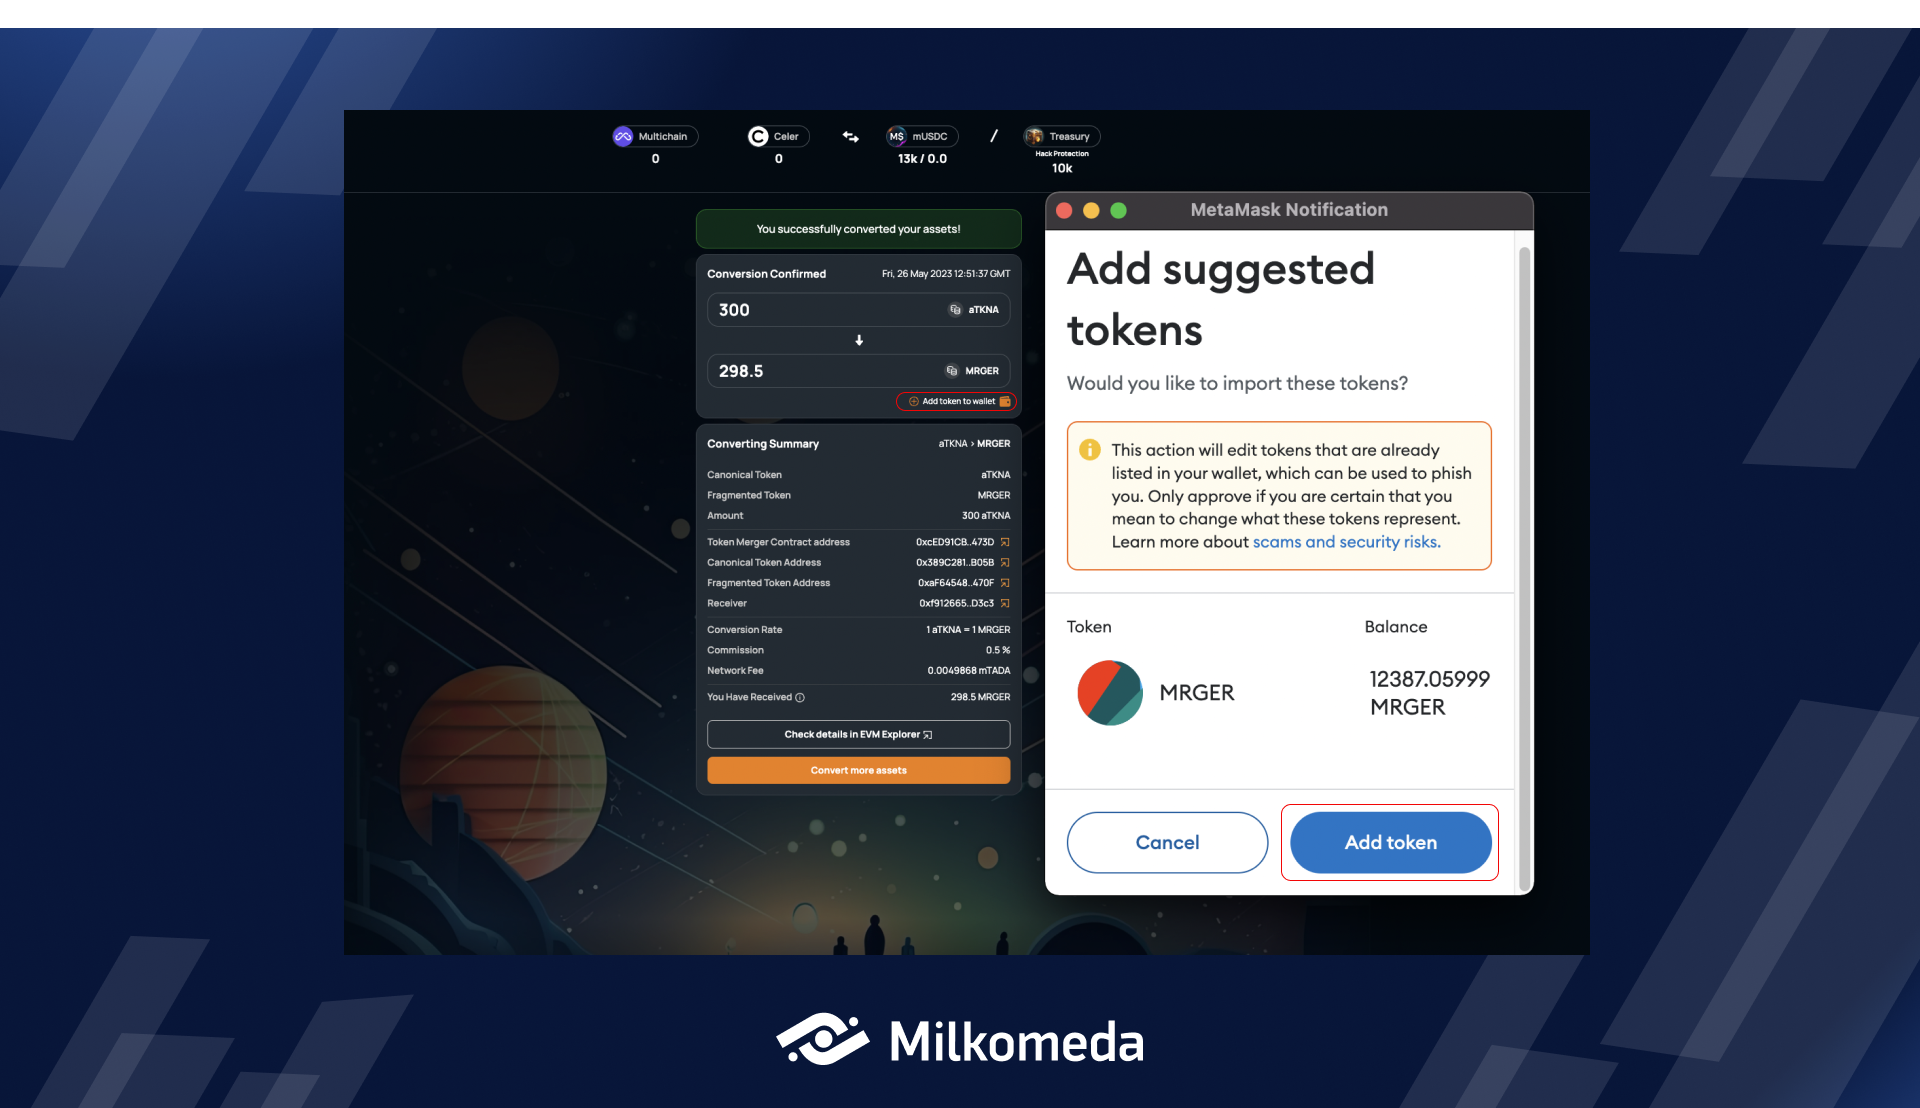 Multichain
0
Celer
0
M$ mUSDC
13k / 0.0
/
Treasury
Hack Protection
10k
You successfully converted your assets!
Conversion Confirmed Fri, 26 May 2023 12:51:37 GMT
300 aTKNA
298.5 MRGER
Add token to wallet
Converting Summary aTKNA > MRGER
Canonical Token aTKNA
Fragmented Token MRGER
Amount 300 aTKNA
Token Merger Contract address 0xcED91CB..473D
Canonical Token Address 0x389C281..B05B
Fragmented Token Address 0xaF64548..470F
Receiver 0xf912665..D3c3
Conversion Rate 1 aTKNA = 1 MRGER
Commission 0.5 %
Network Fee 0.0049868 mTADA
You Have Received 298.5 MRGER
Check details in EVM Explorer
Convert more assets
MetaMask Notification
Add suggested
tokens
Would you like to import these tokens?
This action will edit tokens that are already
listed in your wallet, which can be used to phish
you. Only approve if you are certain that you
mean to change what these tokens represent.
Learn more about scams and security risks.
Token Balance
MRGER 12387.05999
MRGER
Cancel Add token
Milkomeda